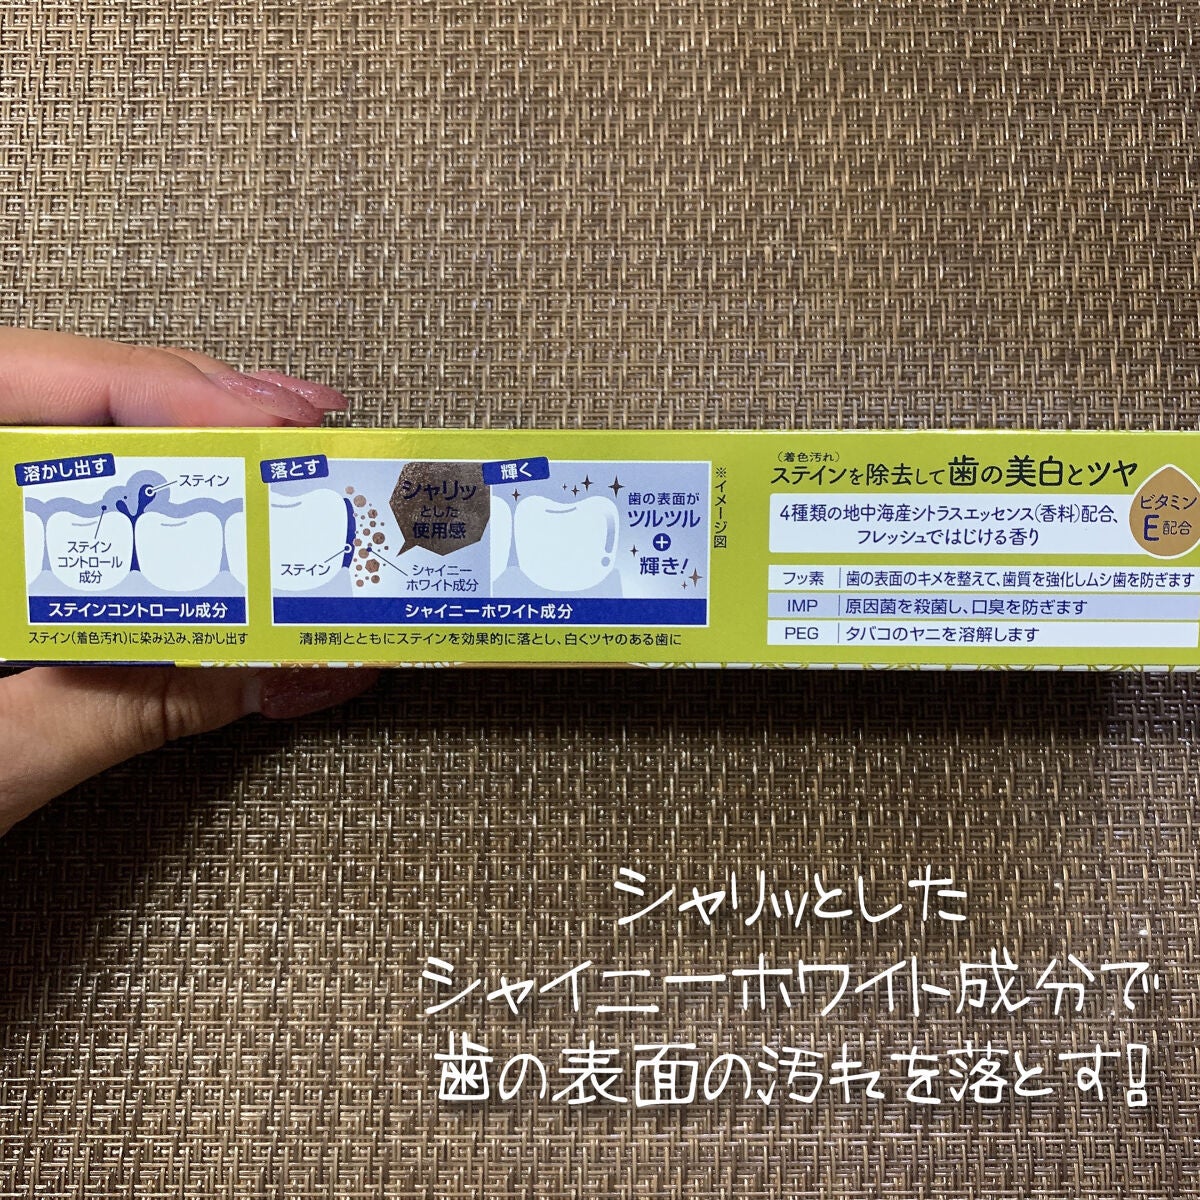 溶かし出す
ステイン
ステイン
コントロール
成分
ステインコントロール成分
ステイン(着色汚れ)に染み込み、溶かし出す
落とす
シャリッ
とした
使用感
ステイン
シャイニー
ホワイト成分
輝く
歯の表面が
ツルツル
+
輝き!
シャイニーホワイト成分
清掃剤とともにステインを効果的に落とし、白くツヤのある歯に
※イメージ図
(着色汚れ)
ステインを除去して歯の美白とツヤ
4種類の地中海産シトラスエッセンス(香料)配合、
フレッシュではじける香り
ビタミン
E配合
フッ素 歯の表面のキメを整えて、歯質を強化しムシ歯を防ぎます
IMP 原因菌を殺菌し、口臭を防ぎます
PEG タバコのヤニを溶解します
シャリッとした
シャイニーホワイト成分で
歯の表面の汚れを落とす!